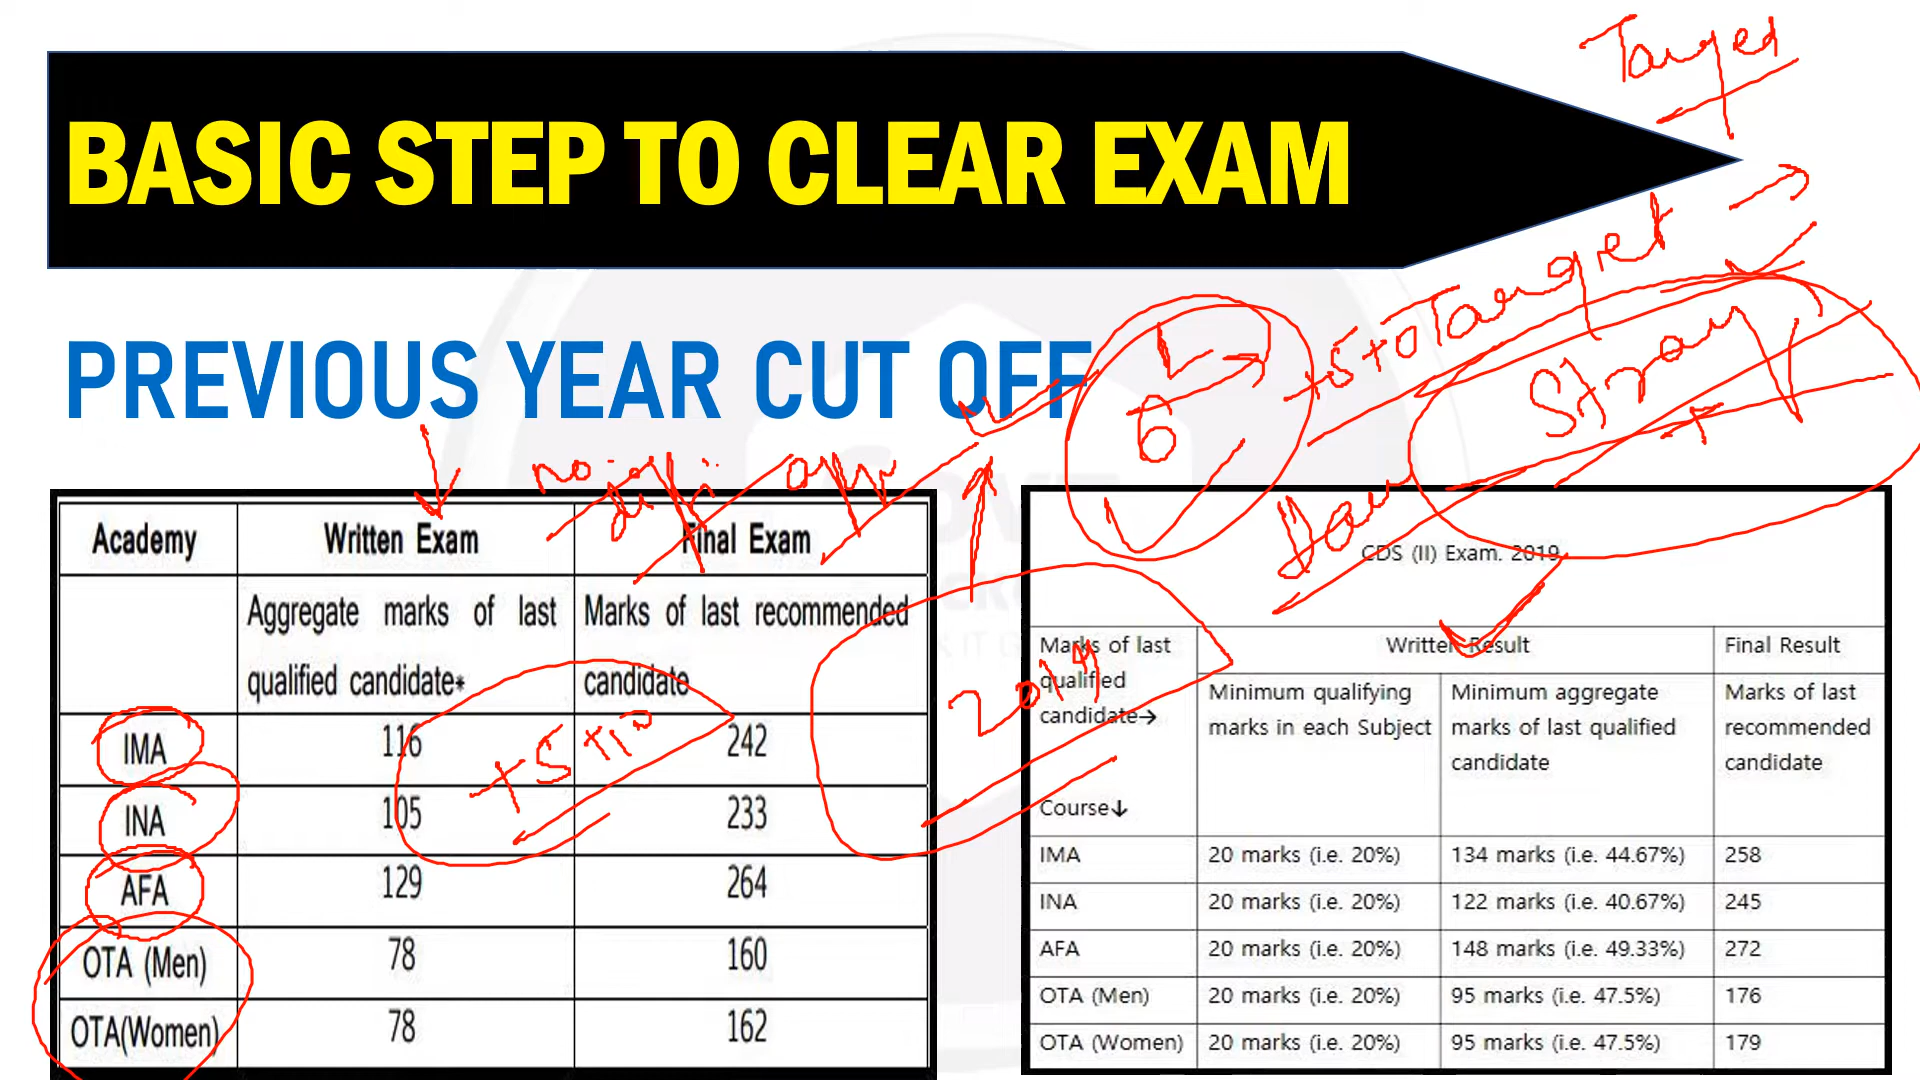 BASIC STEP TO CLEAR EXAM
Target
PREVIOUS YEAR CUT OFF
+5+10 Target
6
Strong
Academy Written Exam Final Exam
Aggregate marks of last qualified candidate* Marks of last recommended candidate
IMA 116 242
INA 105 233
AFA 129 264
OTA (Men) 78 160
OTA(Women) 78 162
+5 +10
2019
CDS (II) Exam. 2019
Marks of last qualified candidate→ Written Result Final Result
Course↓ Minimum qualifying marks in each Subject Minimum aggregate marks of last qualified candidate Marks of last recommended candidate
IMA 20 marks (i.e. 20%) 134 marks (i.e. 44.67%) 258
INA 20 marks (i.e. 20%) 122 marks (i.e. 40.67%) 245
AFA 20 marks (i.e. 20%) 148 marks (i.e. 49.33%) 272
OTA (Men) 20 marks (i.e. 20%) 95 marks (i.e. 47.5%) 176
OTA (Women) 20 marks (i.e. 20%) 95 marks (i.e. 47.5%) 179